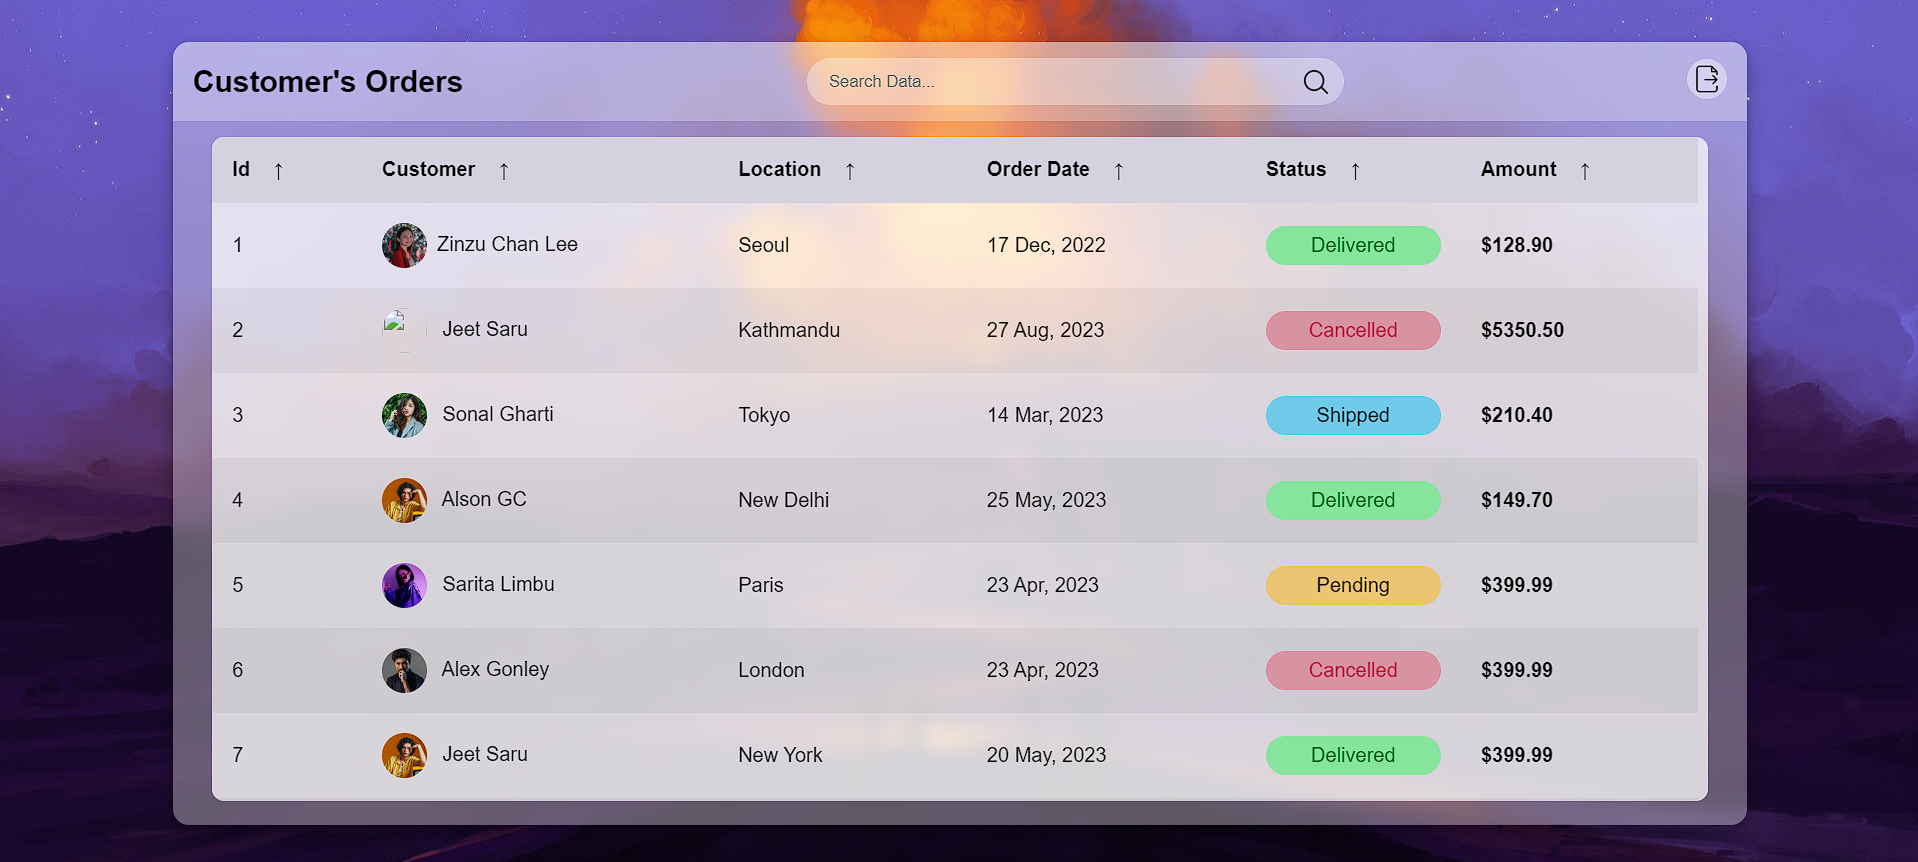 Customer's Orders
Search Data...
Id ↑ Customer ↑ Location ↑ Order Date ↑ Status ↑ Amount ↑
1 Zinzu Chan Lee Seoul 17 Dec, 2022 Delivered $128.90
2 Jeet Saru Kathmandu 27 Aug, 2023 Cancelled $5350.50
3 Sonal Gharti Tokyo 14 Mar, 2023 Shipped $210.40
4 Alson GC New Delhi 25 May, 2023 Delivered $149.70
5 Sarita Limbu Paris 23 Apr, 2023 Pending $399.99
6 Alex Gonley London 23 Apr, 2023 Cancelled $399.99
7 Jeet Saru New York 20 May, 2023 Delivered $399.99